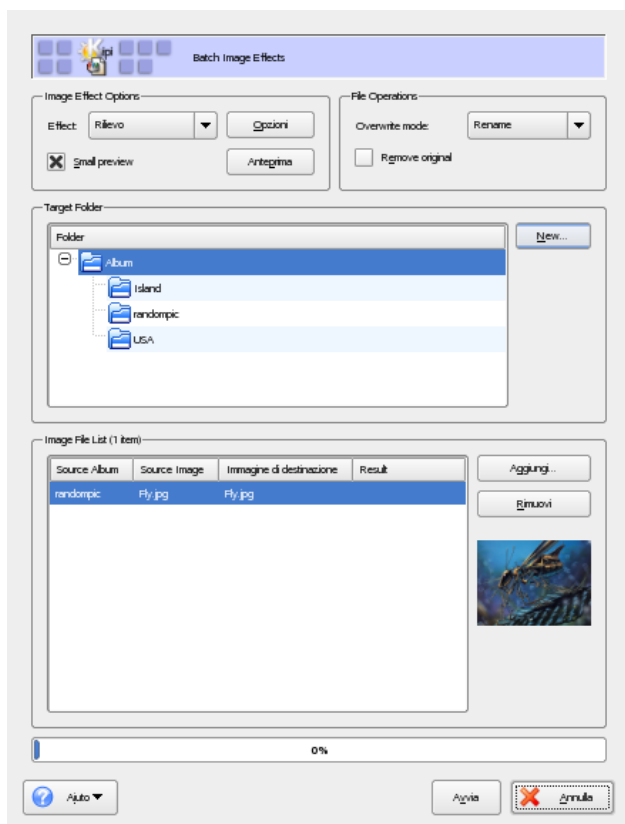 Kipi
Batch Image Effects
Image Effect Options
Effect: Rilievo
Opzioni
Small preview
Anteprima
File Operations
Overwrite mode: Rename
Remove original
Target Folder
Folder
New...
Album
Island
randompic
USA
Image File List (1 item)
Source Album Source Image Immagine di destinazione Result
randompic Fly.jpg Fly.jpg
Aggiungi...
Rimuovi
0%
Aiuto
Avvia
Annulla